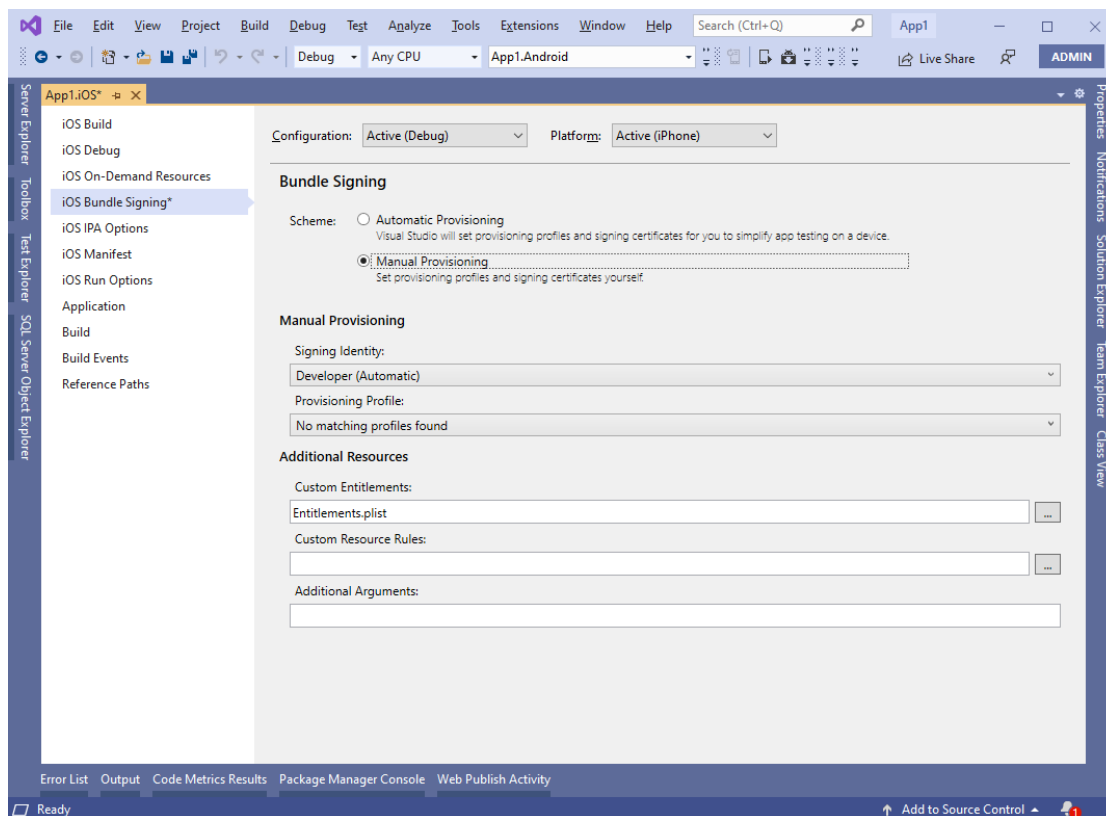 File Edit View Project Build Debug Test Analyze Tools Extensions Window Help Search (Ctrl+Q) App1
Debug Any CPU App1.Android Live Share ADMIN
Server Explorer
Toolbox
Test Explorer
SQL Server Object Explorer
App1.iOS*
iOS Build
iOS Debug
iOS On-Demand Resources
iOS Bundle Signing*
iOS IPA Options
iOS Manifest
iOS Run Options
Application
Build
Build Events
Reference Paths
Configuration: Active (Debug) Platform: Active (iPhone)
Bundle Signing
Scheme: Automatic Provisioning
Visual Studio will set provisioning profiles and signing certificates for you to simplify app testing on a device.
Manual Provisioning
Set provisioning profiles and signing certificates yourself.
Manual Provisioning
Signing Identity:
Developer (Automatic)
Provisioning Profile:
No matching profiles found
Additional Resources
Custom Entitlements:
Entitlements.plist ...
Custom Resource Rules:
...
Additional Arguments:
Properties
Notifications
Solution Explorer
Team Explorer
Class View
Error List Output Code Metrics Results Package Manager Console Web Publish Activity
Ready Add to Source Control 1